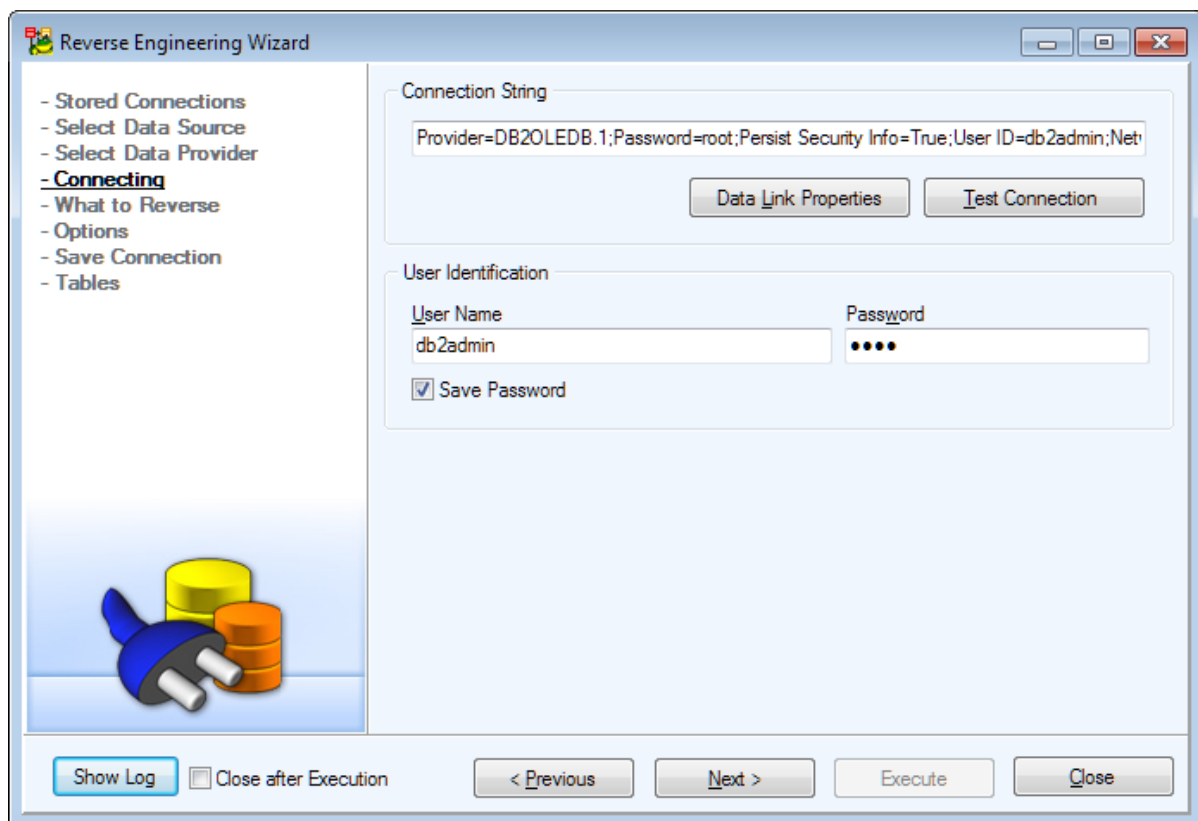 Reverse Engineering Wizard
- Stored Connections
- Select Data Source
- Select Data Provider
- Connecting
- What to Reverse
- Options
- Save Connection
- Tables
Connection String
Provider=DB2OLEDB.1;Password=root;Persist Security Info=True;User ID=db2admin;Net
Data Link Properties
Test Connection
User Identification
User Name
Password
db2admin
••••
Save Password
Show Log
Close after Execution
< Previous
Next >
Execute
Close